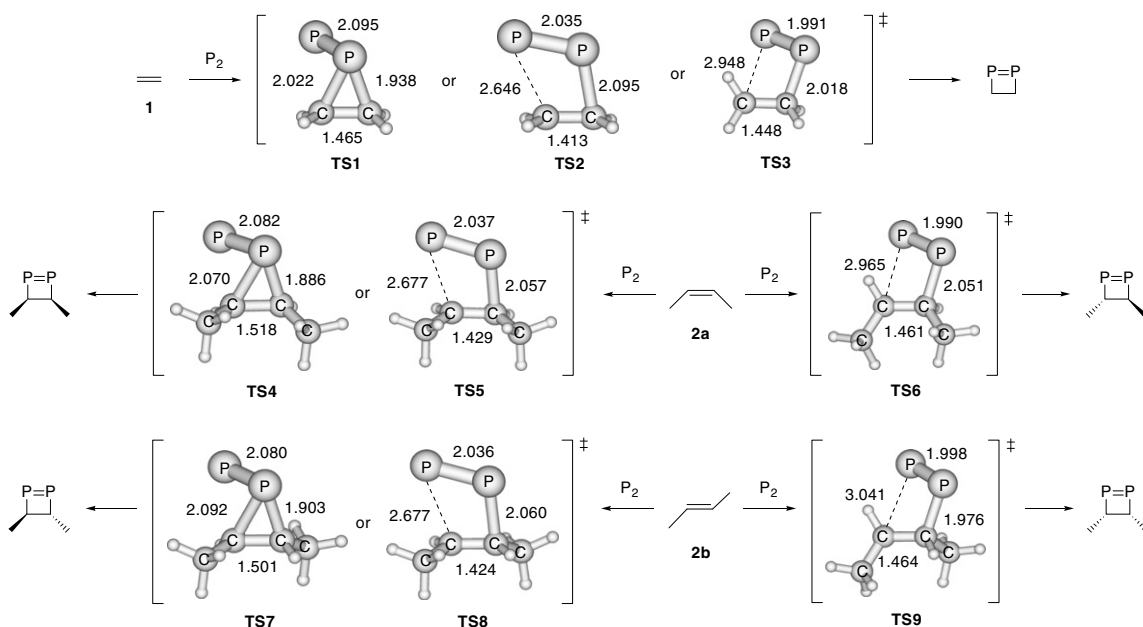 2.095 2.035 1.991 ‡
P P P P P P
P₂ 2.022 1.938 or 2.646 2.095 or 2.948 2.018 P=P
1 C C C C C C
1.465 1.413 1.448
TS1 TS2 TS3
2.082 ‡ 2.037 1.990 ‡
P P P P P P
P=P 2.070 1.886 or 2.677 2.057 P₂ P₂ 2.965 2.051 P=P
C C C C C C
C C 1.518 1.429 C 2a C 1.461 C
TS4 TS5 TS6
2.080 2.036 ‡ 1.998 ‡
P P P P P P
P=P 2.092 1.903 or 2.677 2.060 P₂ P₂ 3.041 1.976 P=P
C C C C C C
C C 1.501 C 1.424 C 2b C 1.464 C
TS7 TS8 TS9